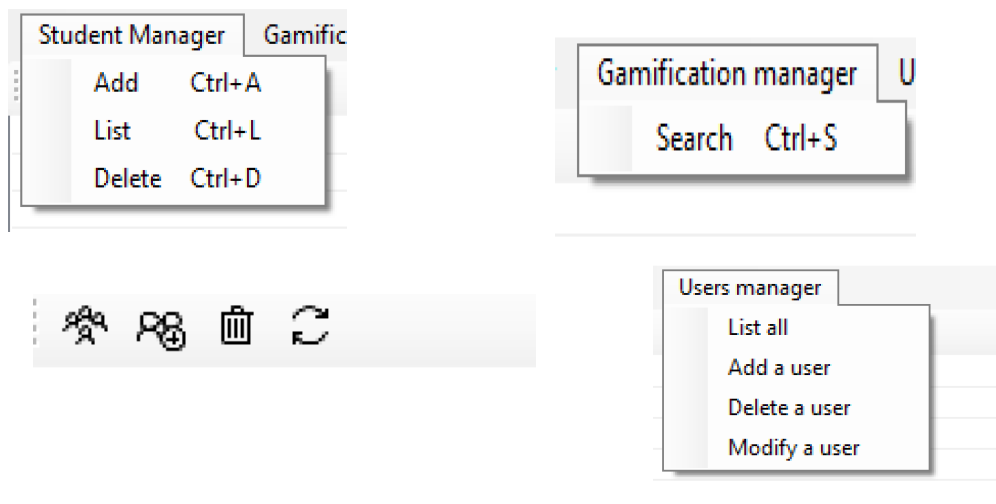 Student Manager Gamific
Add Ctrl+A
List Ctrl+L
Delete Ctrl+D
Gamification manager U
Search Ctrl+S
Users manager
List all
Add a user
Delete a user
Modify a user